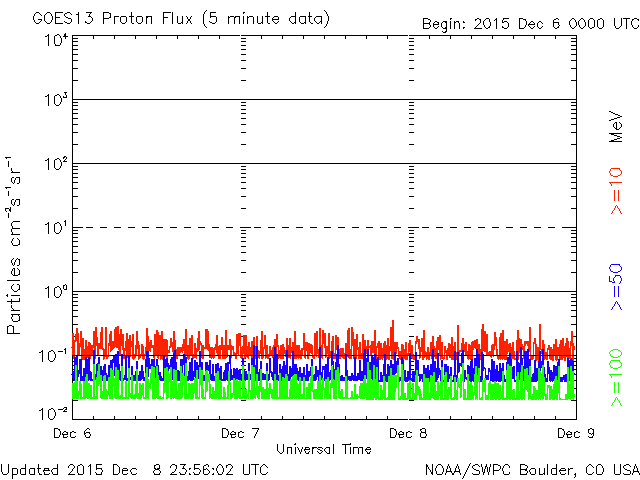 GOES13 Proton Flux (5 minute data)
Begin: 2015 Dec 6 0000 UTC
Particles cm⁻²s⁻¹sr⁻¹
10⁴
10³
10²
10¹
10⁰
10⁻¹
10⁻²
MeV
>=10
>=50
>=100
Dec 6
Dec 7
Dec 8
Dec 9
Universal Time
Updated 2015 Dec 8 23:56:02 UTC
NOAA/SWPC Boulder, CO USA